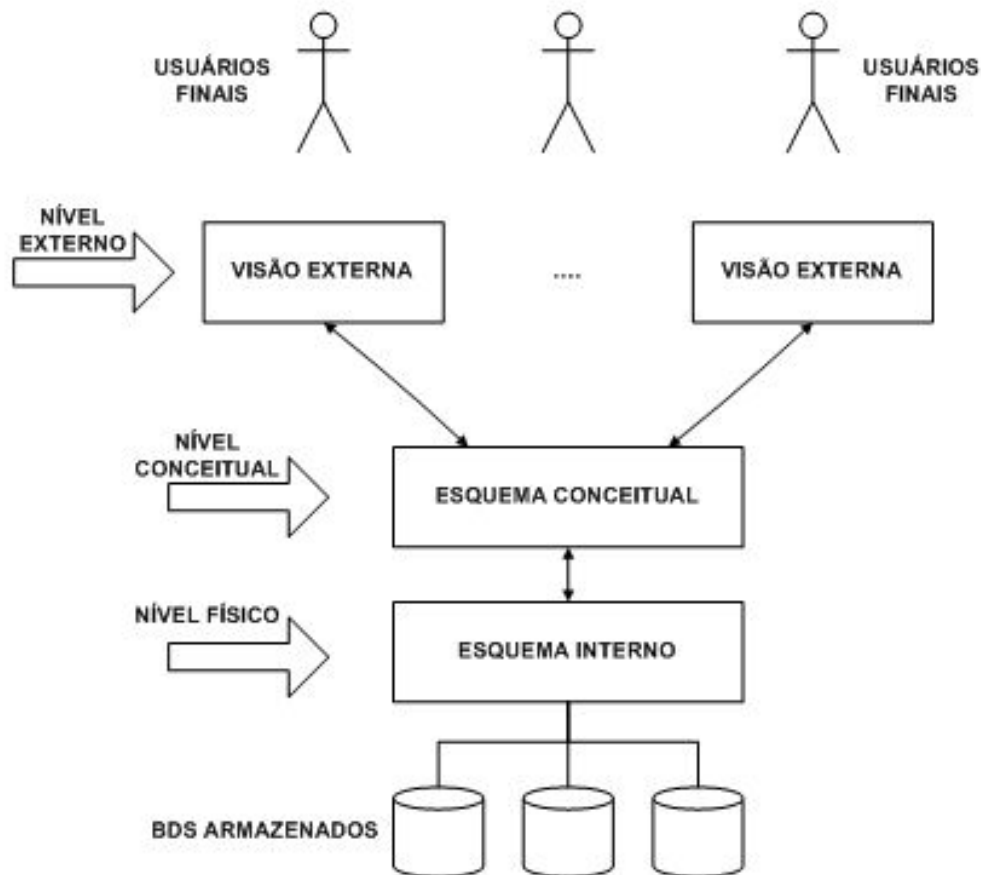 USUÁRIOS
FINAIS
USUÁRIOS
FINAIS
NÍVEL
EXTERNO
VISÃO EXTERNA
....
VISÃO EXTERNA
NÍVEL
CONCEITUAL
ESQUEMA CONCEITUAL
NÍVEL FÍSICO
ESQUEMA INTERNO
BDS ARMAZENADOS